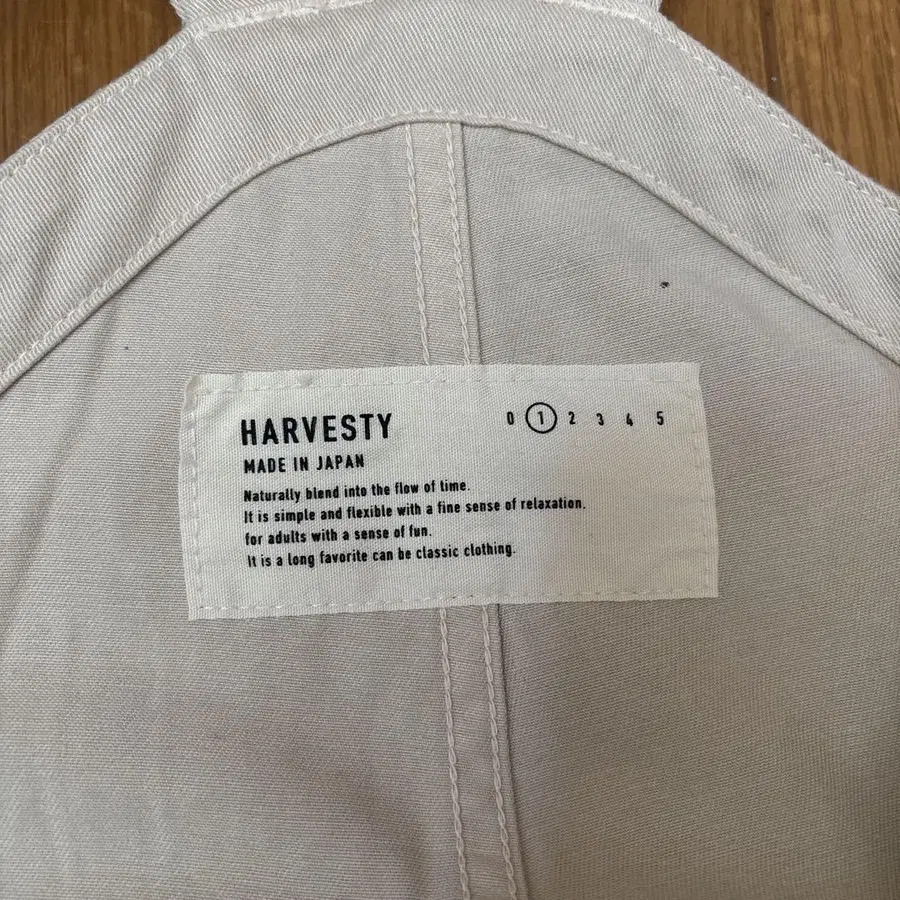 HARVESTY
0 1 2 3 4 5
MADE IN JAPAN
Naturally blend into the flow of time.
It is simple and flexible with a fine sense of relaxation.
for adults with a sense of fun.
It is a long favorite can be classic clothing.